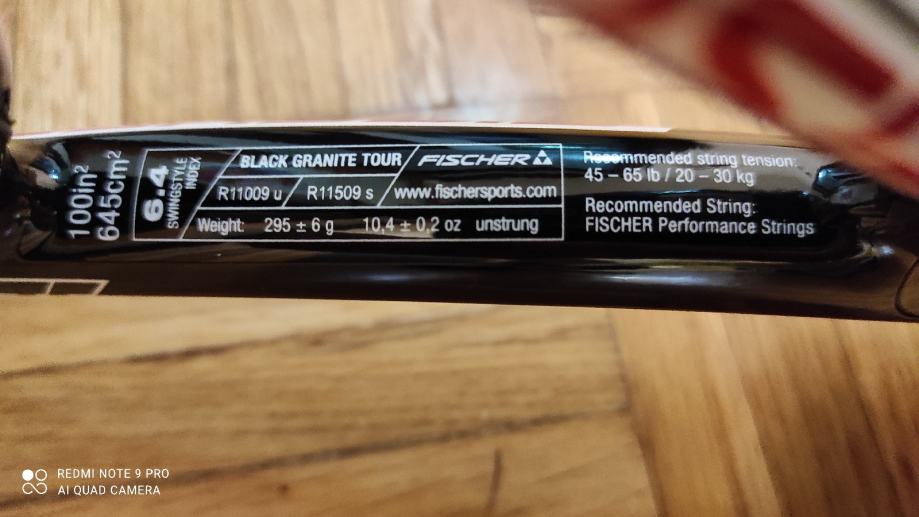 100in²
645cm²
6.4
SWINGSTYLE
INDEX
BLACK GRANITE TOUR FISCHER
R11009 u R11509 s www.fischersports.com
Weight: 295 ± 6 g 10,4 ± 0,2 oz unstrung
Recommended string tension:
45 – 65 lb / 20 – 30 kg
Recommended String:
FISCHER Performance Strings
REDMI NOTE 9 PRO
AI QUAD CAMERA